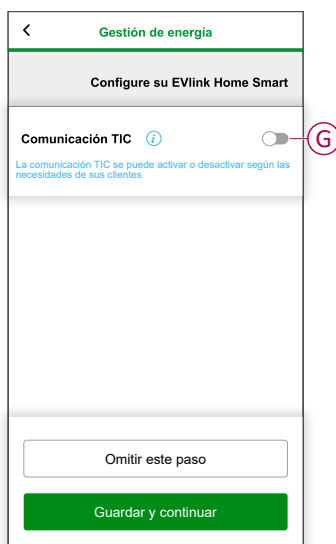 Gestión de energía
Configure su EVlink Home Smart
Comunicación TIC i
G
La comunicación TIC se puede activar o desactivar según las
necesidades de sus clientes
Omitir este paso
Guardar y continuar